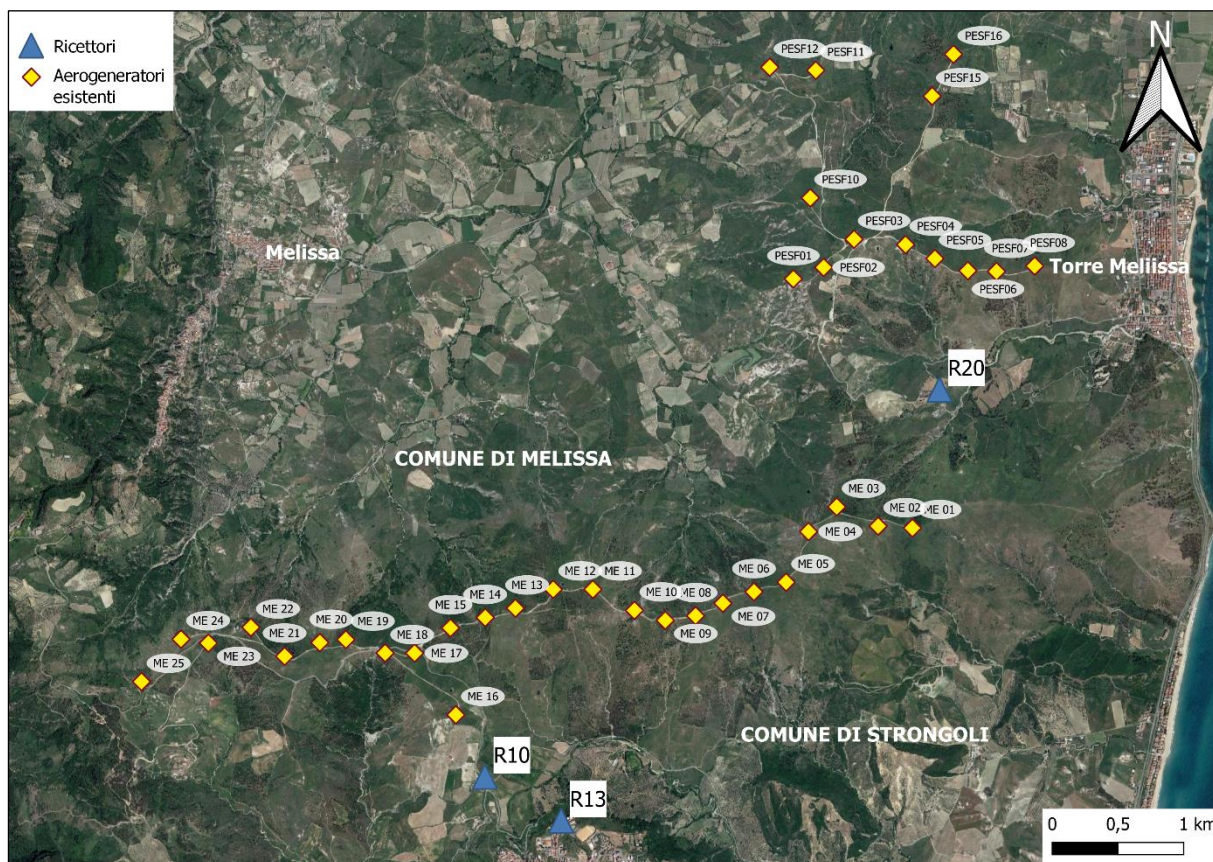 Ricettori
Aerogeneratori
esistenti
N
PESF16
PESF12
PESF11
PESF15
PESF10
PESF03
PESF04
PESF05
PESF07
PESF08
PESF01
PESF02
PESF06
Melissa
Torre Meliissa
R20
COMUNE DI MELISSA
ME 03
ME 02
ME 01
ME 04
ME 05
ME 06
ME 12
ME 11
ME 13
ME 14
ME 10
ME 08
ME 07
ME 09
ME 15
ME 22
ME 24
ME 21
ME 20
ME 19
ME 18
ME 17
ME 23
ME 25
ME 16
COMUNE DI STRONGOLI
R10
R13
0 0,5 1 km